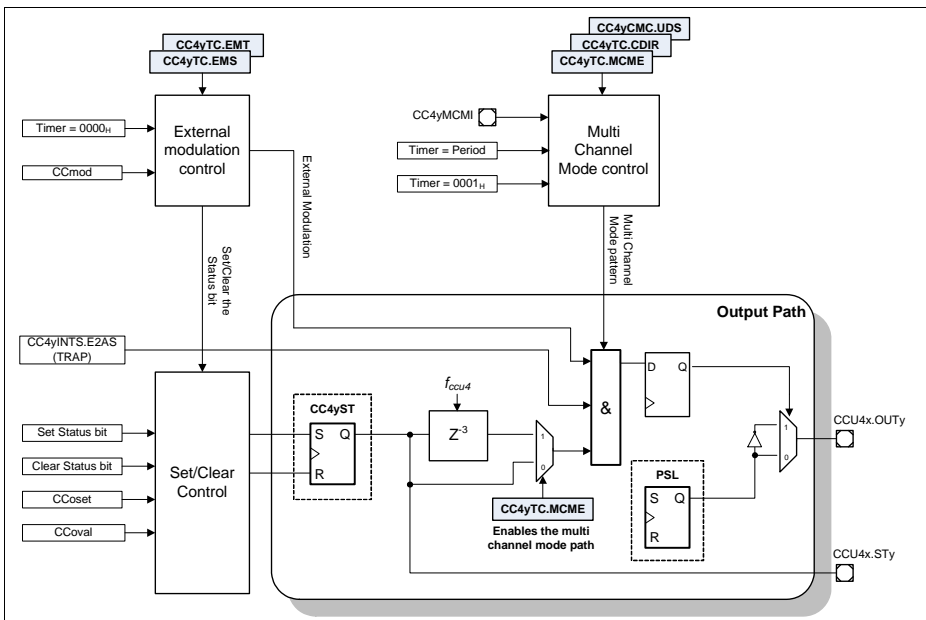 CC4yTC.EMT
CC4yTC.EMS
CC4yCMC.UDS
CC4yTC.CDIR
CC4yTC.MCME
Timer = 0000H
CCmod
External
modulation
control
CC4yMCMI
Timer = Period
Timer = 0001H
Multi
Channel
Mode control
External Modulation
Multi Channel
Mode pattern
Set/Clear the
Status bit
Output Path
CC4yINTS.E2AS
(TRAP)
Set Status bit
Clear Status bit
CCoset
CCoval
Set/Clear
Control
CC4yST
S Q
R
fccu4
Z-3
1
0
CC4yTC.MCME
Enables the multi
channel mode path
&
D Q
PSL
S Q
R
1
0
CCU4x.OUTy
CCU4x.STy